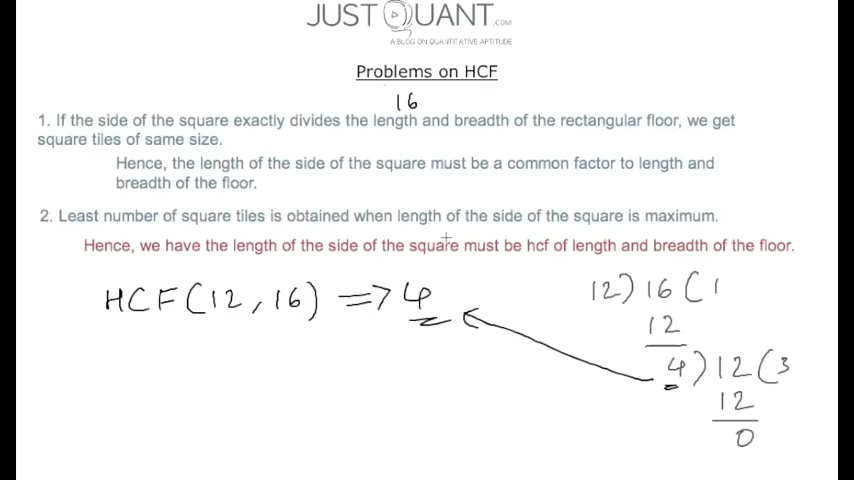 JUST QUANT.COM
A BLOG ON QUANTITATIVE APTITUDE
Problems on HCF
16
1. If the side of the square exactly divides the length and breadth of the rectangular floor, we get
square tiles of same size.
Hence, the length of the side of the square must be a common factor to length and
breadth of the floor.
2. Least number of square tiles is obtained when length of the side of the square is maximum.
Hence, we have the length of the side of the square must be hcf of length and breadth of the floor.
HCF(12,16) => 4
12) 16 ( 1
12
4) 12 ( 3
12
0